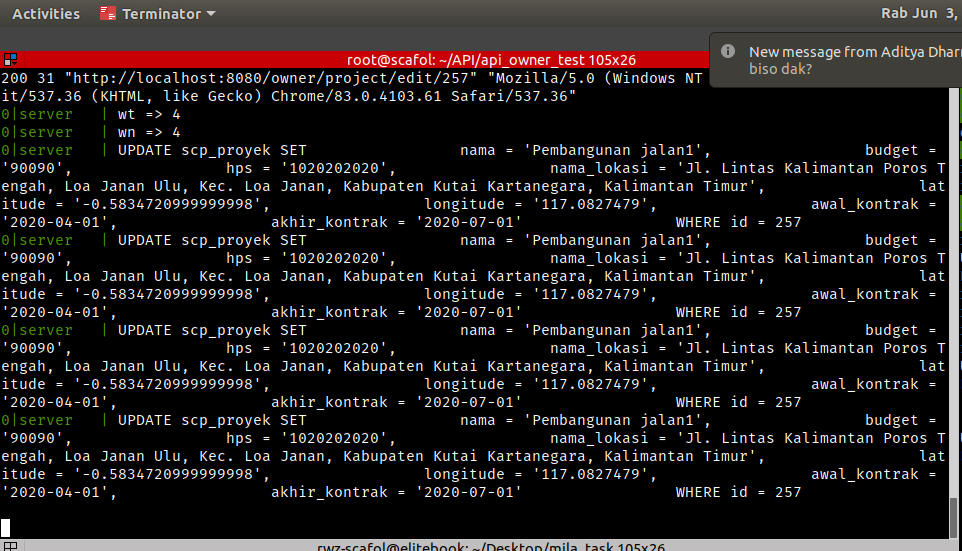 Activities Terminator Rab Jun 3,
root@scafol: ~/API/api_owner_test 105x26
New message from Aditya Dhar
biso dak?
200 31 "http://localhost:8080/owner/project/edit/257" "Mozilla/5.0 (Windows NT
it/537.36 (KHTML, like Gecko) Chrome/83.0.4103.61 Safari/537.36"
0|server | wt => 4
0|server | wn => 4
0|server | UPDATE scp_proyek SET nama = 'Pembangunan jalan1', budget =
'90090', hps = '1020202020', nama_lokasi = 'Jl. Lintas Kalimantan Poros T
engah, Loa Janan Ulu, Kec. Loa Janan, Kabupaten Kutai Kartanegara, Kalimantan Timur', lat
itude = '-0.5834720999999998', longitude = '117.0827479', awal_kontrak =
'2020-04-01', akhir_kontrak = '2020-07-01' WHERE id = 257
0|server | UPDATE scp_proyek SET nama = 'Pembangunan jalan1', budget =
'90090', hps = '1020202020', nama_lokasi = 'Jl. Lintas Kalimantan Poros T
engah, Loa Janan Ulu, Kec. Loa Janan, Kabupaten Kutai Kartanegara, Kalimantan Timur', lat
itude = '-0.5834720999999998', longitude = '117.0827479', awal_kontrak =
'2020-04-01', akhir_kontrak = '2020-07-01' WHERE id = 257
0|server | UPDATE scp_proyek SET nama = 'Pembangunan jalan1', budget =
'90090', hps = '1020202020', nama_lokasi = 'Jl. Lintas Kalimantan Poros T
engah, Loa Janan Ulu, Kec. Loa Janan, Kabupaten Kutai Kartanegara, Kalimantan Timur', lat
itude = '-0.5834720999999998', longitude = '117.0827479', awal_kontrak =
'2020-04-01', akhir_kontrak = '2020-07-01' WHERE id = 257
0|server | UPDATE scp_proyek SET nama = 'Pembangunan jalan1', budget =
'90090', hps = '1020202020', nama_lokasi = 'Jl. Lintas Kalimantan Poros T
engah, Loa Janan Ulu, Kec. Loa Janan, Kabupaten Kutai Kartanegara, Kalimantan Timur', lat
itude = '-0.5834720999999998', longitude = '117.0827479', awal_kontrak =
'2020-04-01', akhir_kontrak = '2020-07-01' WHERE id = 257
rwz-scafol@elitebook: ~/Desktop/mila_task 105x26